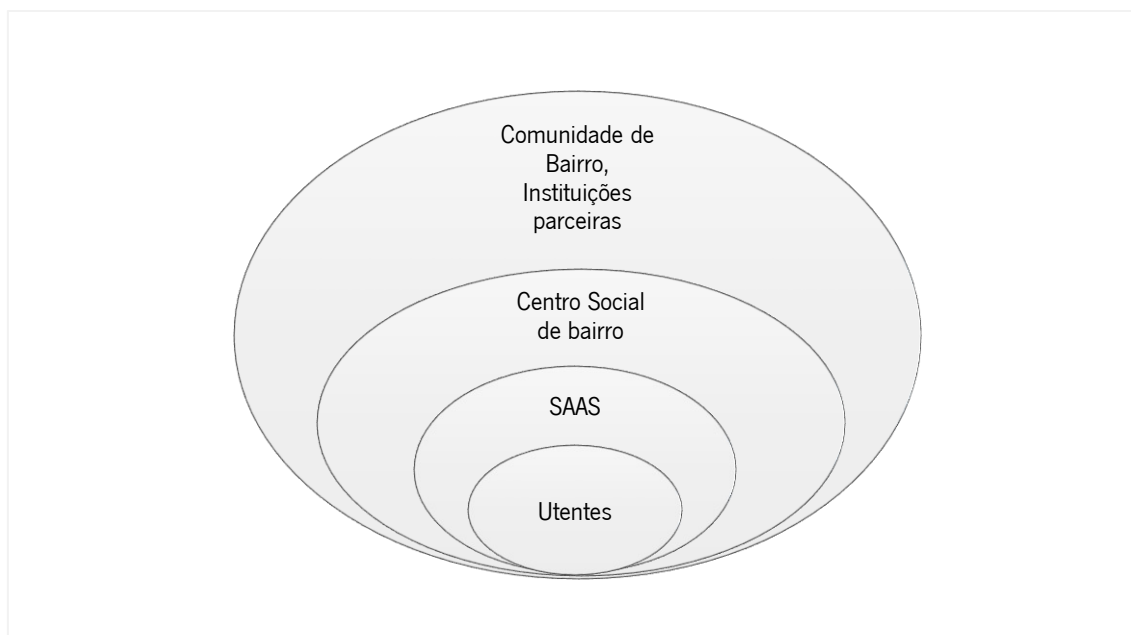 Comunidade de
Bairro,
Instituições
parceiras
Centro Social
de bairro
SAAS
Utentes